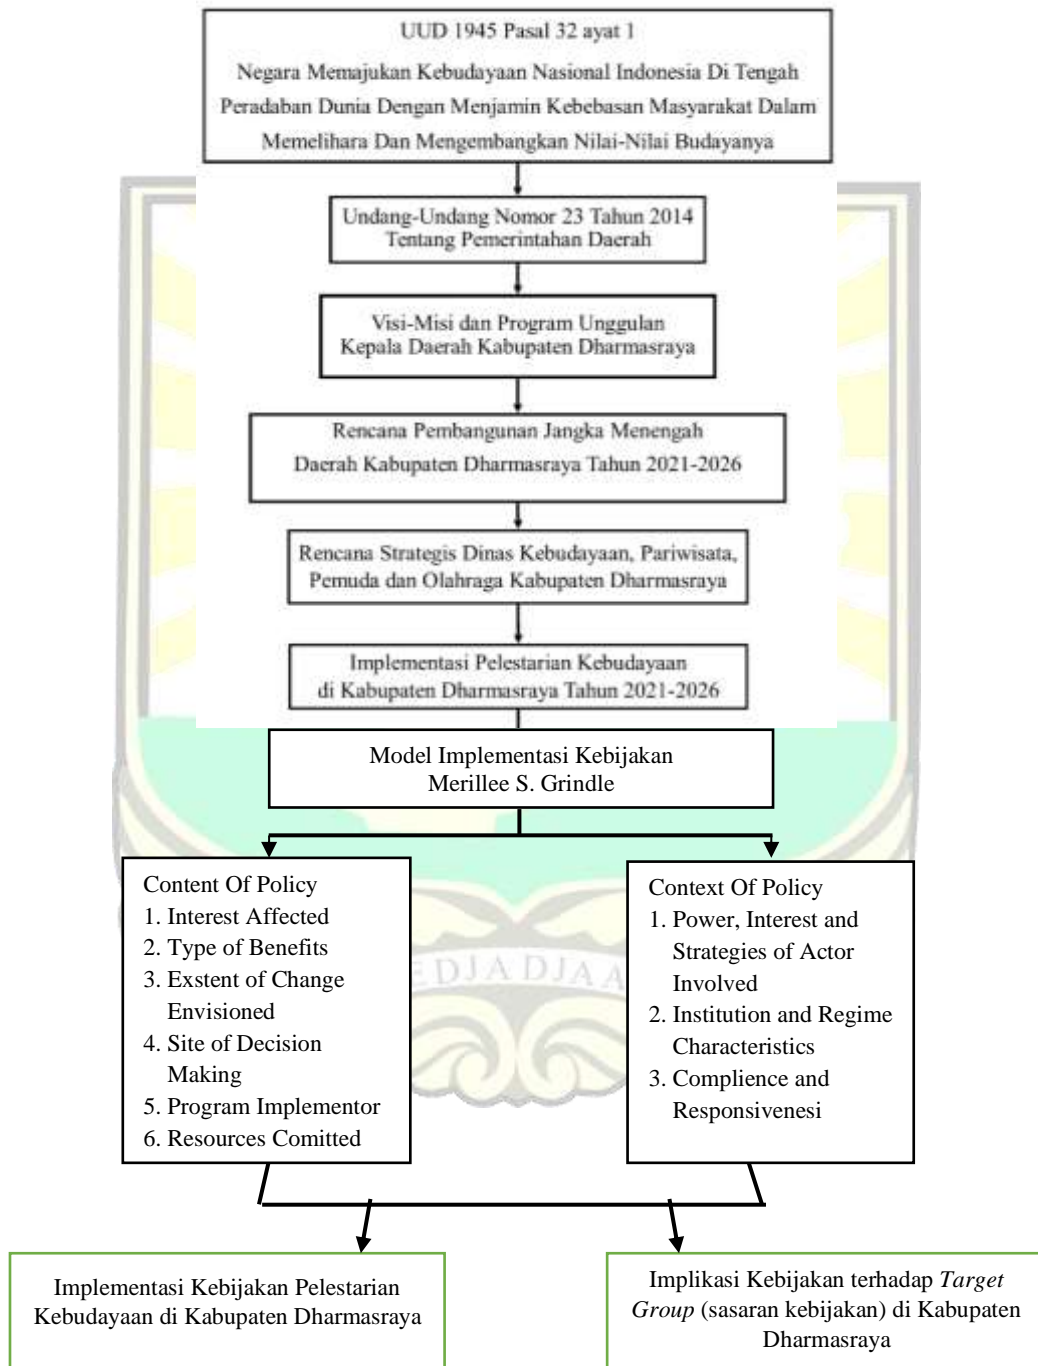 UUD 1945 Pasal 32 ayat 1
Negara Memajukan Kebudayaan Nasional Indonesia Di Tengah
Peradaban Dunia Dengan Menjamin Kebebasan Masyarakat Dalam
Memelihara Dan Mengembangkan Nilai-Nilai Budayanya
Undang-Undang Nomor 23 Tahun 2014
Tentang Pemerintahan Daerah
Visi-Misi dan Program Unggulan
Kepala Daerah Kabupaten Dharmasraya
Rencana Pembangunan Jangka Menengah
Daerah Kabupaten Dharmasraya Tahun 2021-2026
Rencana Strategis Dinas Kebudayaan, Pariwisata,
Pemuda dan Olahraga Kabupaten Dharmasraya
Implementasi Pelestarian Kebudayaan
di Kabupaten Dharmasraya Tahun 2021-2026
Model Implementasi Kebijakan
Merillee S. Grindle
Content Of Policy
1. Interest Affected
2. Type of Benefits
3. Exstent of Change
Envisioned
4. Site of Decision
Making
5. Program Implementor
6. Resources Comitted
Context Of Policy
1. Power, Interest and
Strategies of Actor
Involved
2. Institution and Regime
Characteristics
3. Complience and
Responsivenesi
EDJADJAA
Implementasi Kebijakan Pelestarian
Kebudayaan di Kabupaten Dharmasraya
Implikasi Kebijakan terhadap Target
Group (sasaran kebijakan) di Kabupaten
Dharmasraya